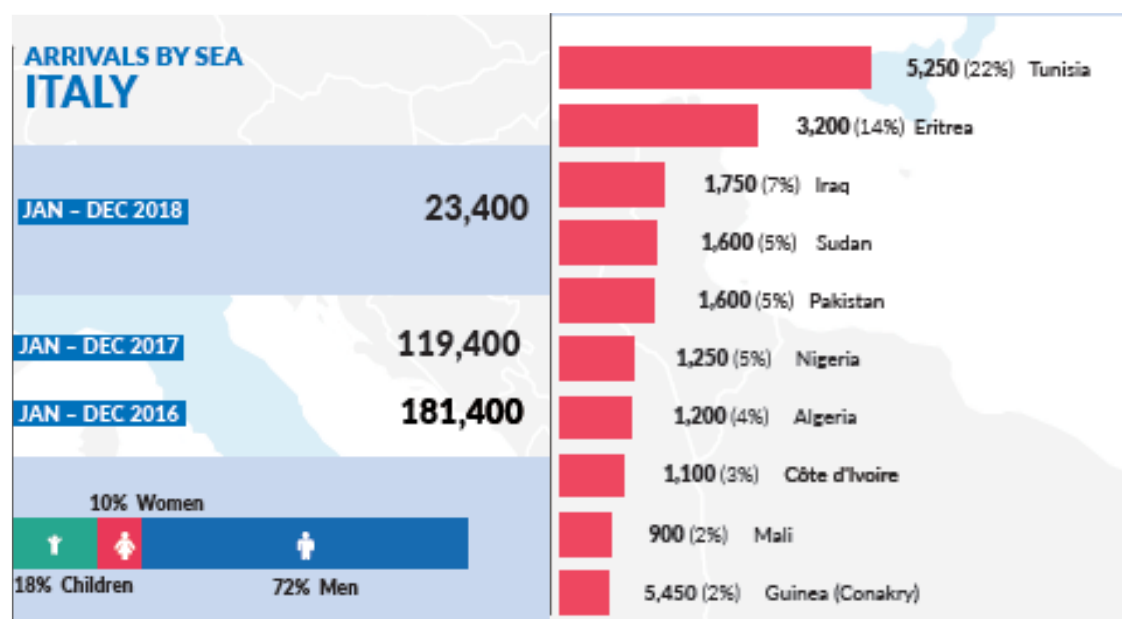 ARRIVALS BY SEA
ITALY
JAN – DEC 2018 23,400
JAN – DEC 2017 119,400
JAN – DEC 2016 181,400
10% Women
18% Children 72% Men
5,250 (22%) Tunisia
3,200 (14%) Eritrea
1,750 (7%) Iraq
1,600 (5%) Sudan
1,600 (5%) Pakistan
1,250 (5%) Nigeria
1,200 (4%) Algeria
1,100 (3%) Côte d'Ivoire
900 (2%) Mali
5,450 (2%) Guinea (Conakry)